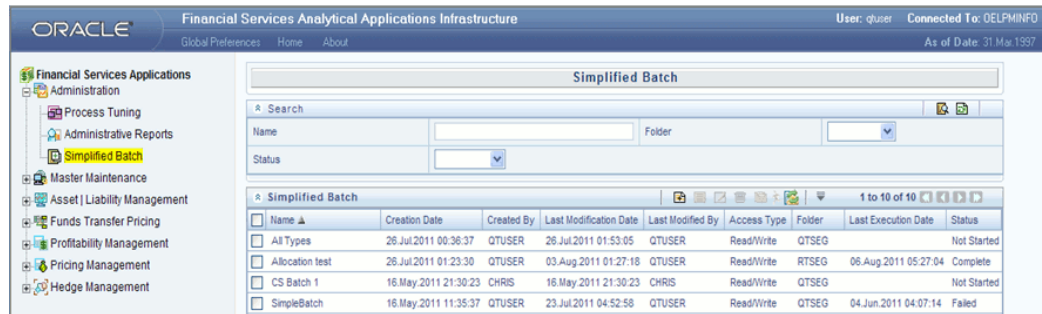 ORACLE
Financial Services Analytical Applications Infrastructure
User: qtuser Connected To: OELPMINFO
Global Preferences Home About
As of Date: 31.Mar.1997
Financial Services Applications
Administration
Process Tuning
Administrative Reports
Simplified Batch
Master Maintenance
Asset | Liability Management
Funds Transfer Pricing
Profitability Management
Pricing Management
Hedge Management
Simplified Batch
Search
Name Folder
Status
Simplified Batch 1 to 10 of 10
Name Creation Date Created By Last Modification Date Last Modified By Access Type Folder Last Execution Date Status
All Types 26.Jul.2011 00:36:37 QTUSER 26.Jul.2011 01:53:05 QTUSER Read/Write QTSEG Not Started
Allocation test 26.Jul.2011 01:23:30 QTUSER 03.Aug.2011 01:27:18 QTUSER Read/Write RTSEG 06.Aug.2011 05:27:04 Complete
CS Batch 1 16.May.2011 21:30:23 CHRIS 16.May.2011 21:30:23 CHRIS Read/Write QTSEG Not Started
SimpleBatch 16.May.2011 11:35:37 QTUSER 23.Jul.2011 04:52:58 QTUSER Read/Write QTSEG 04.Jun.2011 04:07:14 Failed